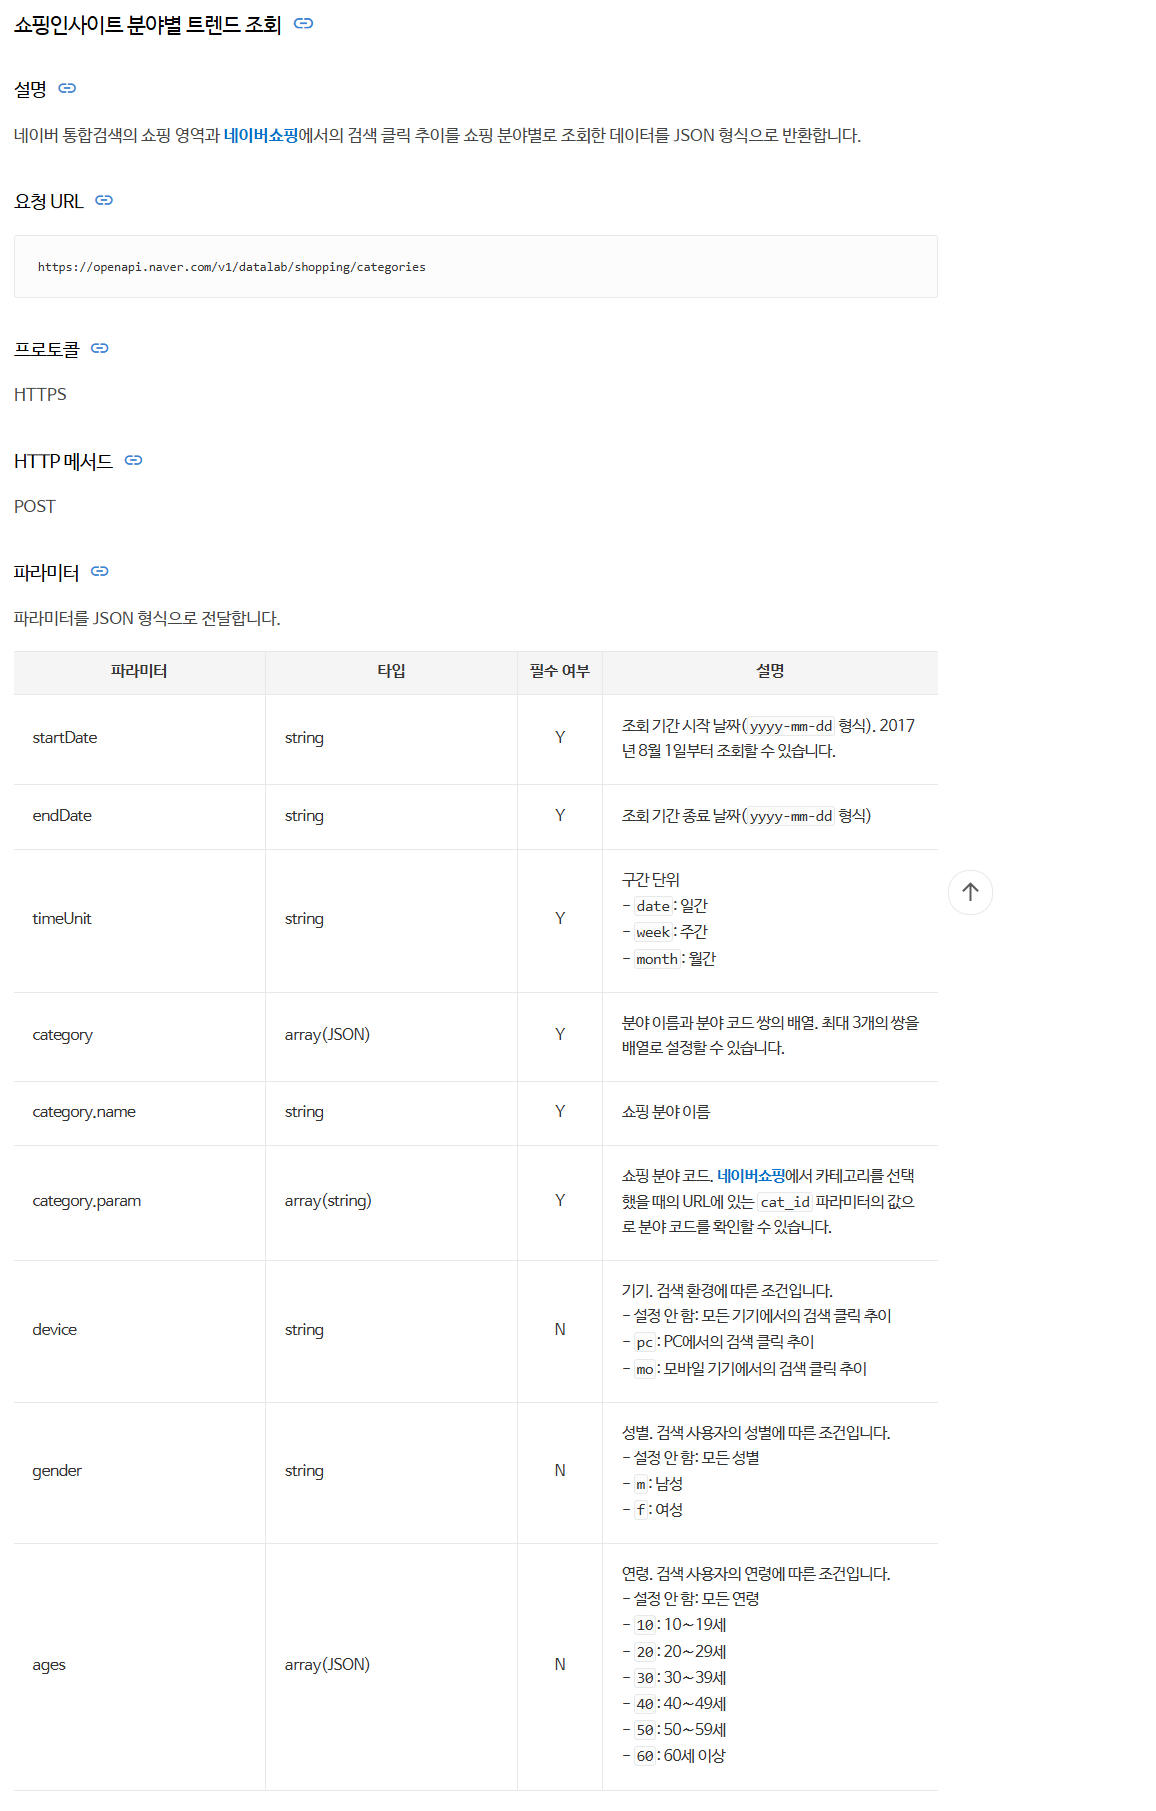 쇼핑인사이트 분야별 트렌드 조회
설명
네이버 통합검색의 쇼핑 영역과 네이버쇼핑에서의 검색 클릭 추이를 쇼핑 분야별로 조회한 데이터를 JSON 형식으로 반환합니다.
요청 URL
https://openapi.naver.com/v1/datalab/shopping/categories
프로토콜
HTTPS
HTTP 메서드
POST
파라미터
파라미터를 JSON 형식으로 전달합니다.
파라미터 타입 필수 여부 설명
startDate string Y 조회 기간 시작 날짜(yyyy-mm-dd 형식). 2017
년 8월 1일부터 조회할 수 있습니다.
endDate string Y 조회 기간 종료 날짜(yyyy-mm-dd 형식)
timeUnit string Y 구간 단위
- date: 일간
- week: 주간
- month: 월간
category array(JSON) Y 분야 이름과 분야 코드 쌍의 배열. 최대 3개의 쌍을
배열로 설정할 수 있습니다.
category.name string Y 쇼핑 분야 이름
category.param array(string) Y 쇼핑 분야 코드. 네이버쇼핑에서 카테고리를 선택
했을 때의 URL에 있는 cat_id 파라미터의 값으
로 분야 코드를 확인할 수 있습니다.
device string N 기기. 검색 환경에 따른 조건입니다.
- 설정 안 함: 모든 기기에서의 검색 클릭 추이
- pc: PC에서의 검색 클릭 추이
- mo: 모바일 기기에서의 검색 클릭 추이
gender string N 성별. 검색 사용자의 성별에 따른 조건입니다.
- 설정 안 함: 모든 성별
- m: 남성
- f: 여성
ages array(JSON) N 연령. 검색 사용자의 연령에 따른 조건입니다.
- 설정 안 함: 모든 연령
- 10: 10∼19세
- 20: 20∼29세
- 30: 30∼39세
- 40: 40∼49세
- 50: 50∼59세
- 60: 60세 이상